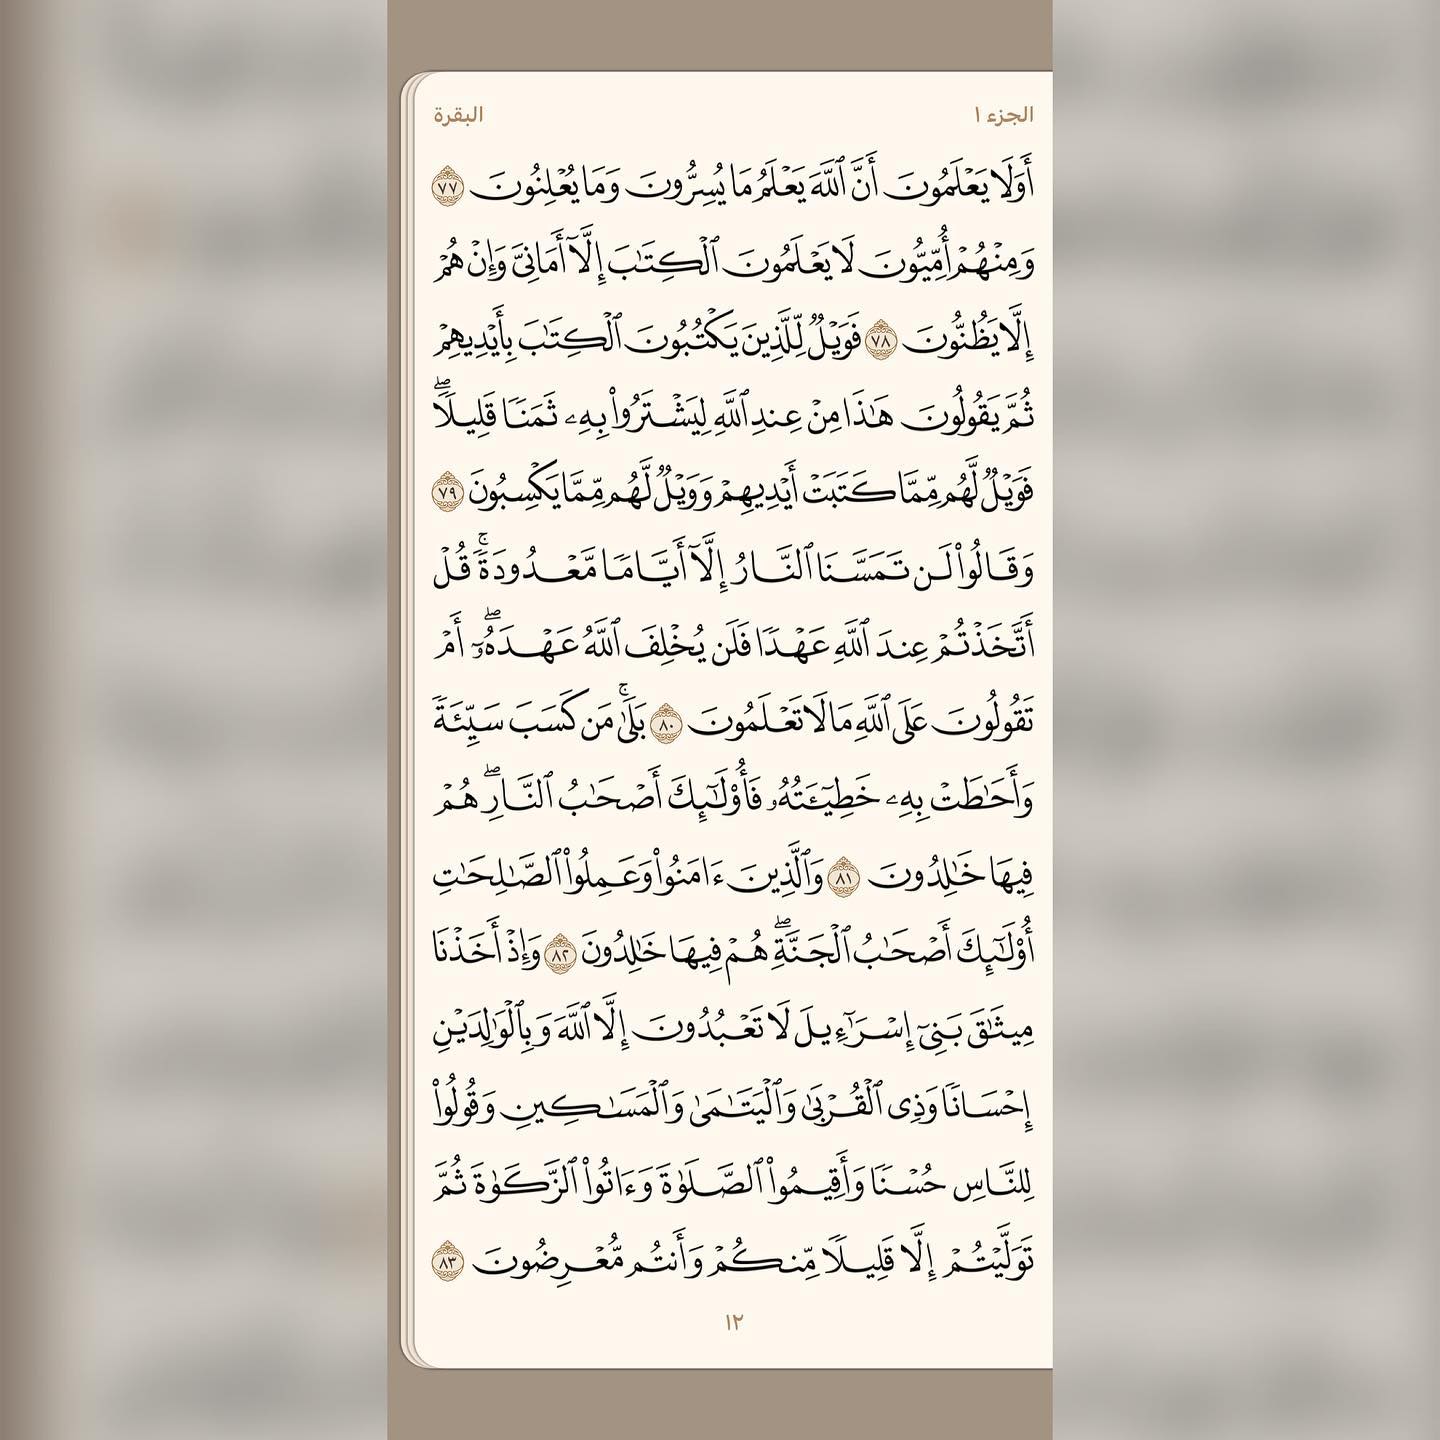 الجزء ١
البقرة
أَوَلَا يَعْلَمُونَ أَنَّ ٱللَّهَ يَعْلَمُ مَا يُسِرُّونَ وَمَا يُعْلِنُونَ ٧٧
وَمِنْهُمْ أُمِّيُّونَ لَا يَعْلَمُونَ ٱلْكِتَٰبَ إِلَّآ أَمَانِىَّ وَإِنْ هُمْ
إِلَّا يَظُنُّونَ ٧٨ فَوَيْلٌ لِّلَّذِينَ يَكْتُبُونَ ٱلْكِتَٰبَ بِأَيْدِيهِمْ
ثُمَّ يَقُولُونَ هَٰذَا مِنْ عِندِ ٱللَّهِ لِيَشْتَرُوا۟ بِهِۦ ثَمَنًا قَلِيلًا ۖ
فَوَيْلٌ لَّهُم مِّمَّا كَتَبَتْ أَيْدِيهِمْ وَوَيْلٌ لَّهُم مِّمَّا يَكْسِبُونَ ٧٩
وَقَالُوا۟ لَن تَمَسَّنَا ٱلنَّارُ إِلَّآ أَيَّامًا مَّعْدُودَةً ۚ قُلْ
أَتَّخَذْتُمْ عِندَ ٱللَّهِ عَهْدًا فَلَن يُخْلِفَ ٱللَّهُ عَهْدَهُۥٓ ۖ أَمْ
تَقُولُونَ عَلَى ٱللَّهِ مَا لَا تَعْلَمُونَ ٨٠ بَلَىٰ ۚ مَن كَسَبَ سَيِّئَةً
وَأَحَٰطَتْ بِهِۦ خَطِيٓـَٔتُهُۥ فَأُو۟لَٰٓئِكَ أَصْحَٰبُ ٱلنَّارِ ۖ هُمْ
فِيهَا خَٰلِدُونَ ٨١ وَٱلَّذِينَ ءَامَنُوا۟ وَعَمِلُوا۟ ٱلصَّٰلِحَٰتِ
أُو۟لَٰٓئِكَ أَصْحَٰبُ ٱلْجَنَّةِ ۖ هُمْ فِيهَا خَٰلِدُونَ ٨٢ وَإِذْ أَخَذْنَا
مِيثَٰقَ بَنِىٓ إِسْرَٰٓءِيلَ لَا تَعْبُدُونَ إِلَّا ٱللَّهَ وَبِٱلْوَٰلِدَيْنِ
إِحْسَانًا وَذِى ٱلْقُرْبَىٰ وَٱلْيَتَٰمَىٰ وَٱلْمَسَٰكِينِ وَقُولُوا۟
لِلنَّاسِ حُسْنًا وَأَقِيمُوا۟ ٱلصَّلَوٰةَ وَءَاتُوا۟ ٱلزَّكَوٰةَ ثُمَّ
تَوَلَّيْتُمْ إِلَّا قَلِيلًا مِّنكُمْ وَأَنتُم مُّعْرِضُونَ ٨٣
١٢